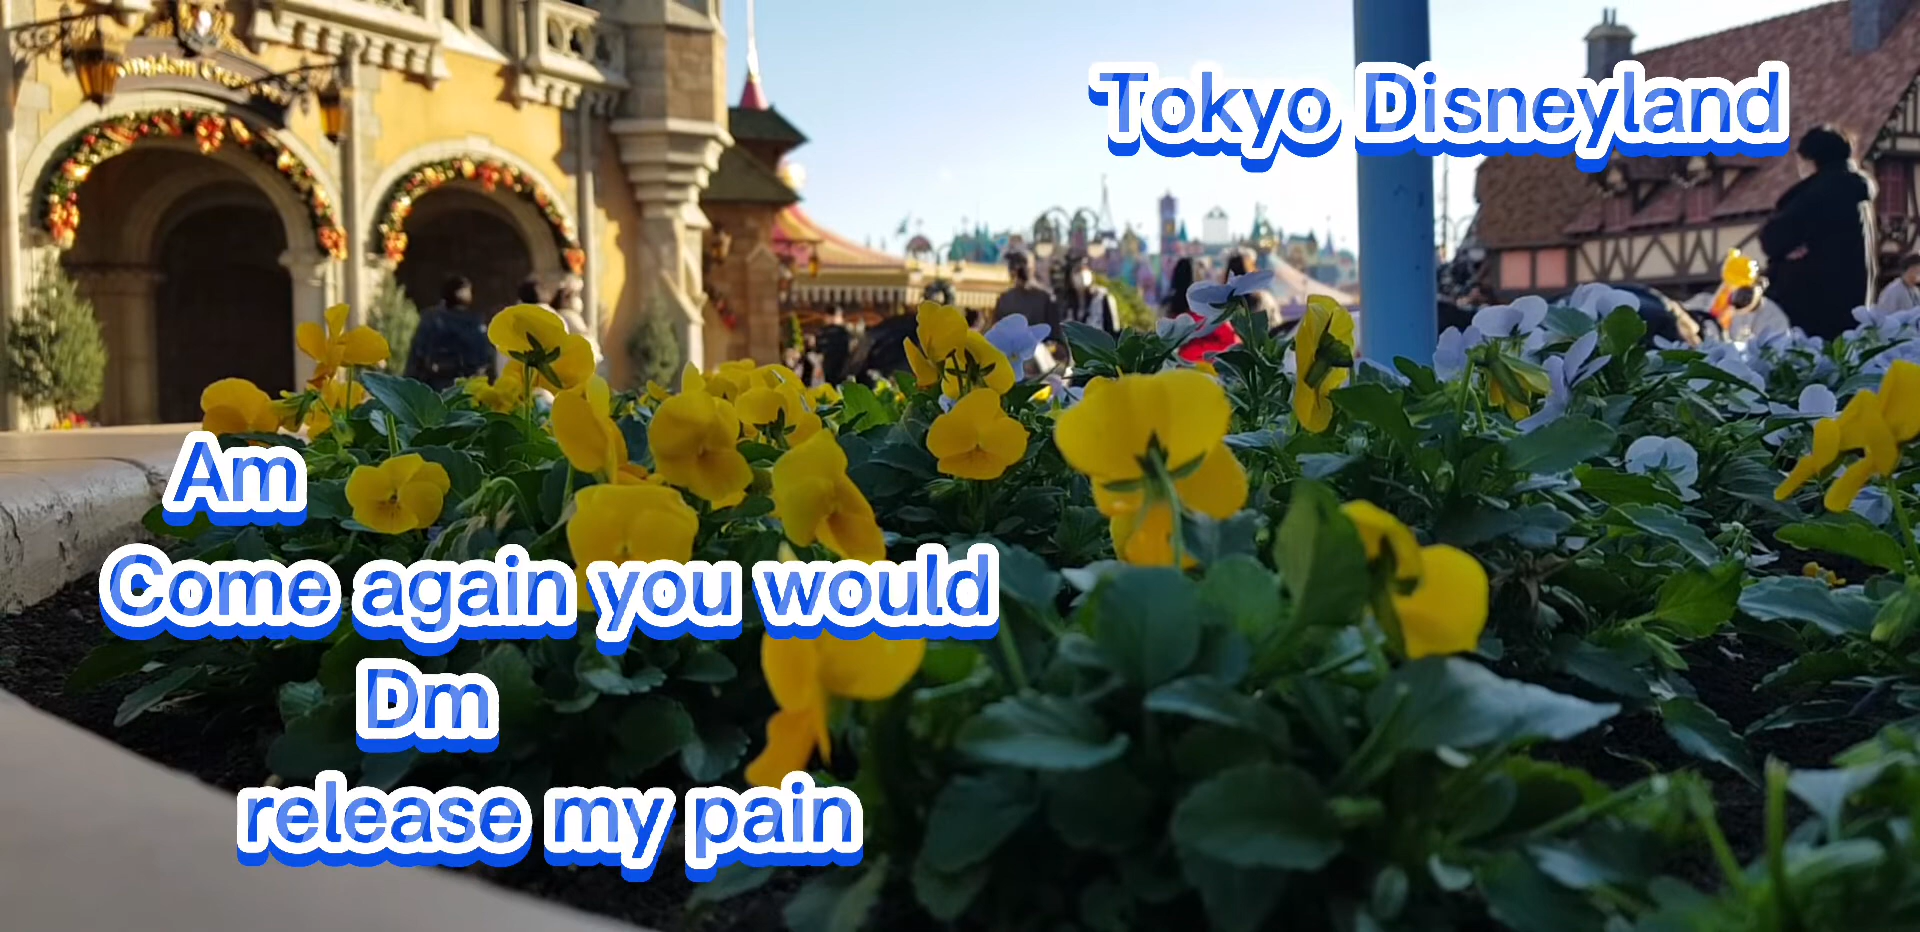 Tokyo Disneyland
Am
Come again you would
Dm
release my pain